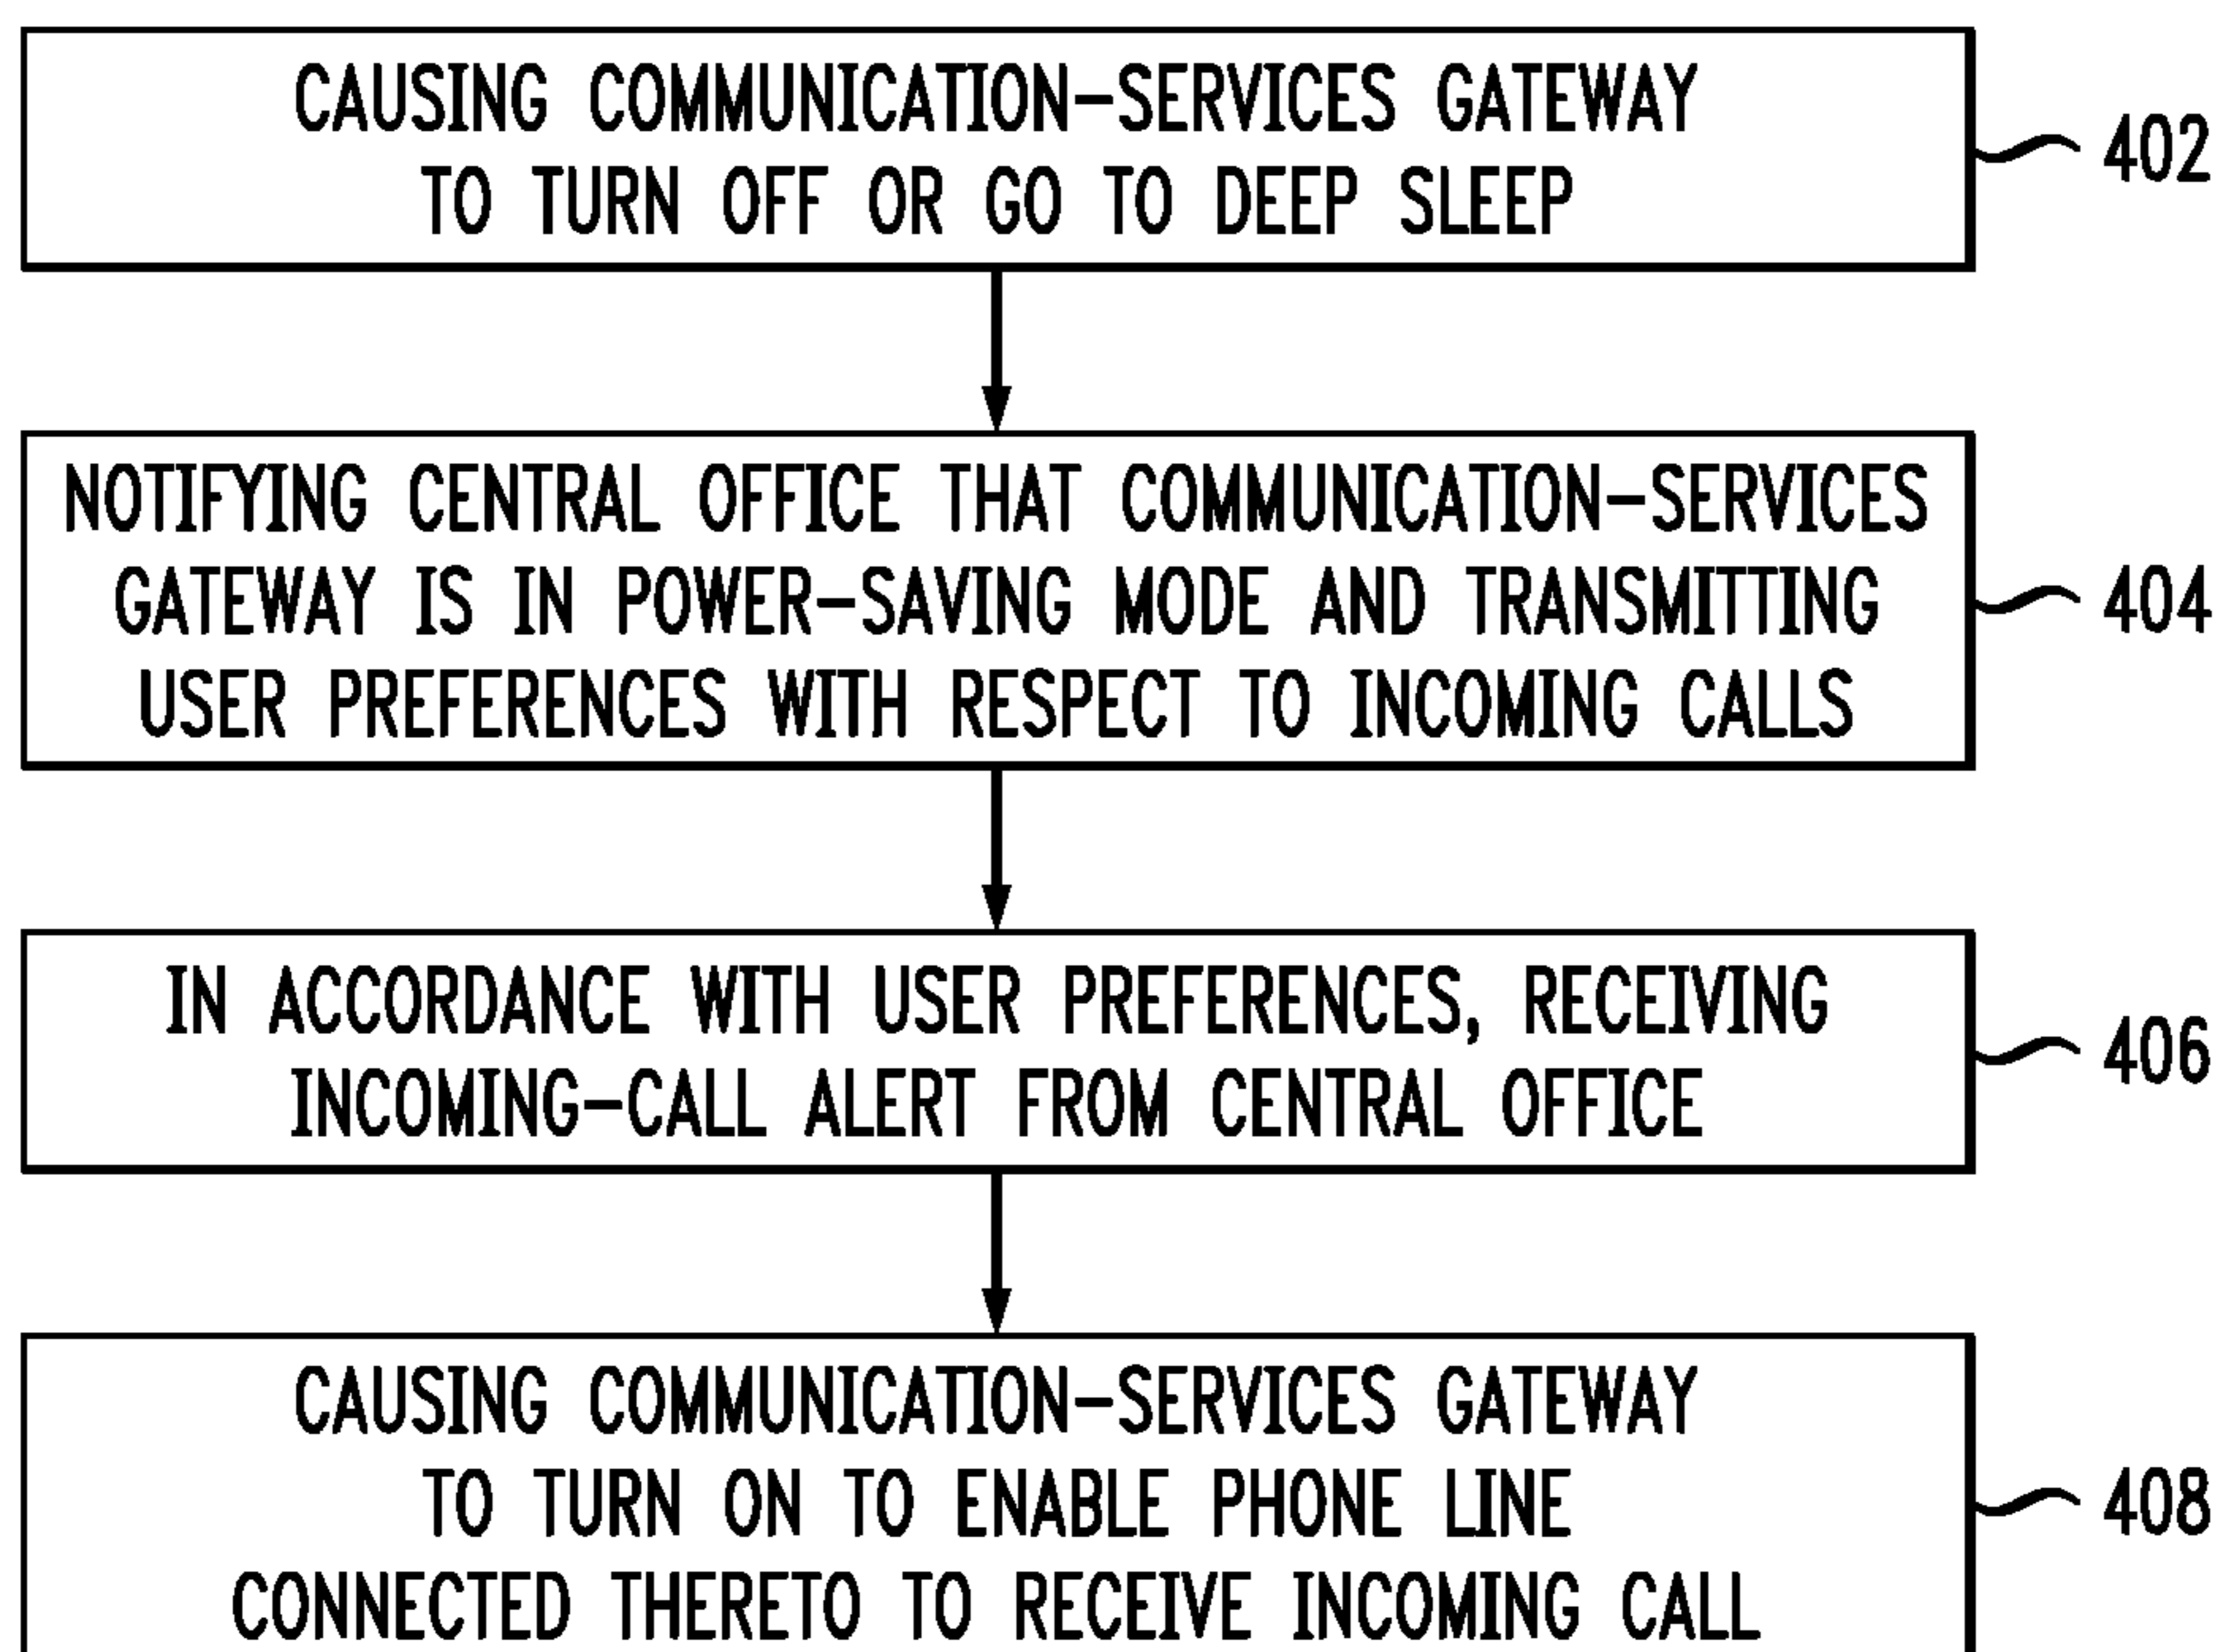 CAUSING COMMUNICATION-SERVICES GATEWAY
TO TURN OFF OR GO TO DEEP SLEEP
402
NOTIFYING CENTRAL OFFICE THAT COMMUNICATION-SERVICES
GATEWAY IS IN POWER-SAVING MODE AND TRANSMITTING
USER PREFERENCES WITH RESPECT TO INCOMING CALLS
404
IN ACCORDANCE WITH USER PREFERENCES, RECEIVING
INCOMING-CALL ALERT FROM CENTRAL OFFICE
406
CAUSING COMMUNICATION-SERVICES GATEWAY
TO TURN ON TO ENABLE PHONE LINE
CONNECTED THERETO TO RECEIVE INCOMING CALL
408